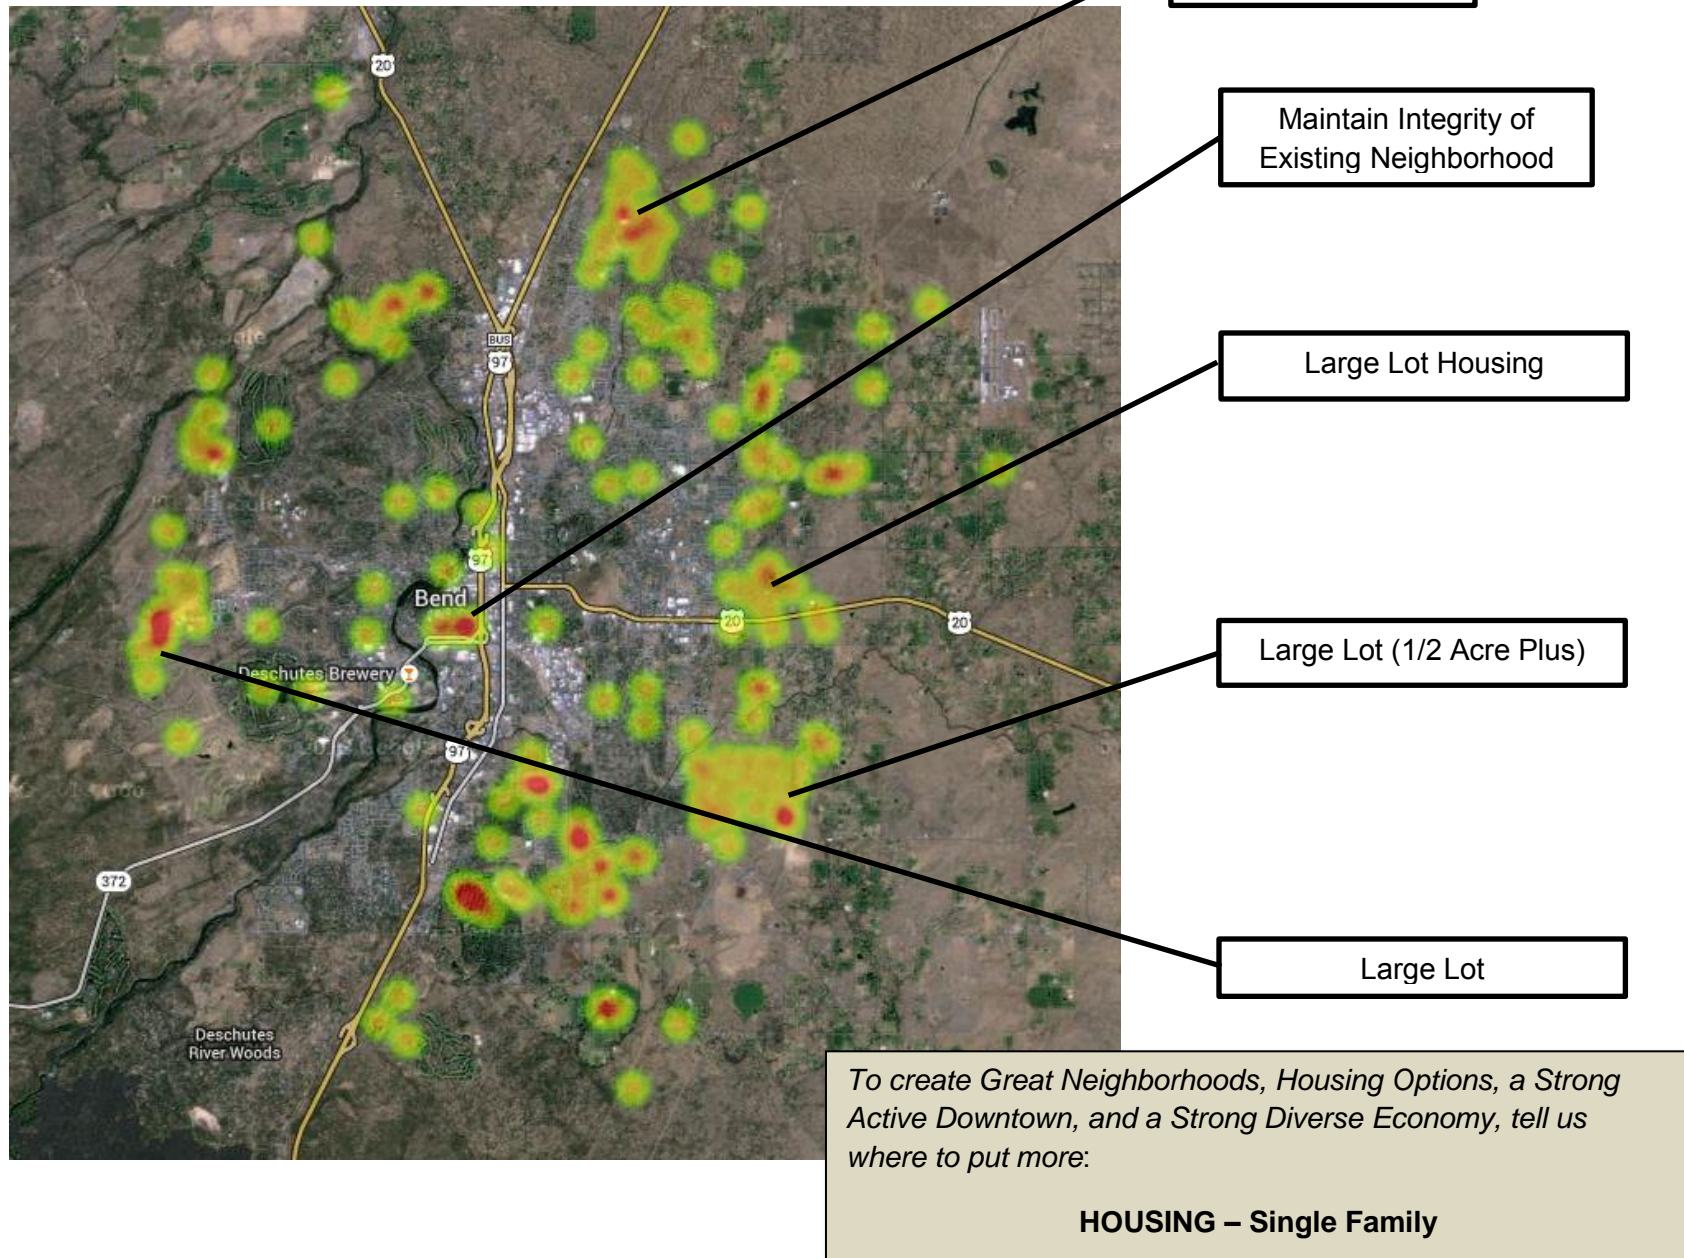 20
Maintain Integrity of
Existing Neighborhood
BUS
97
Large Lot Housing
97
Bend
20
20
Large Lot (1/2 Acre Plus)
Deschutes Brewery
97
372
Large Lot
Deschutes
River Woods
To create Great Neighborhoods, Housing Options, a Strong
Active Downtown, and a Strong Diverse Economy, tell us
where to put more:
HOUSING – Single Family